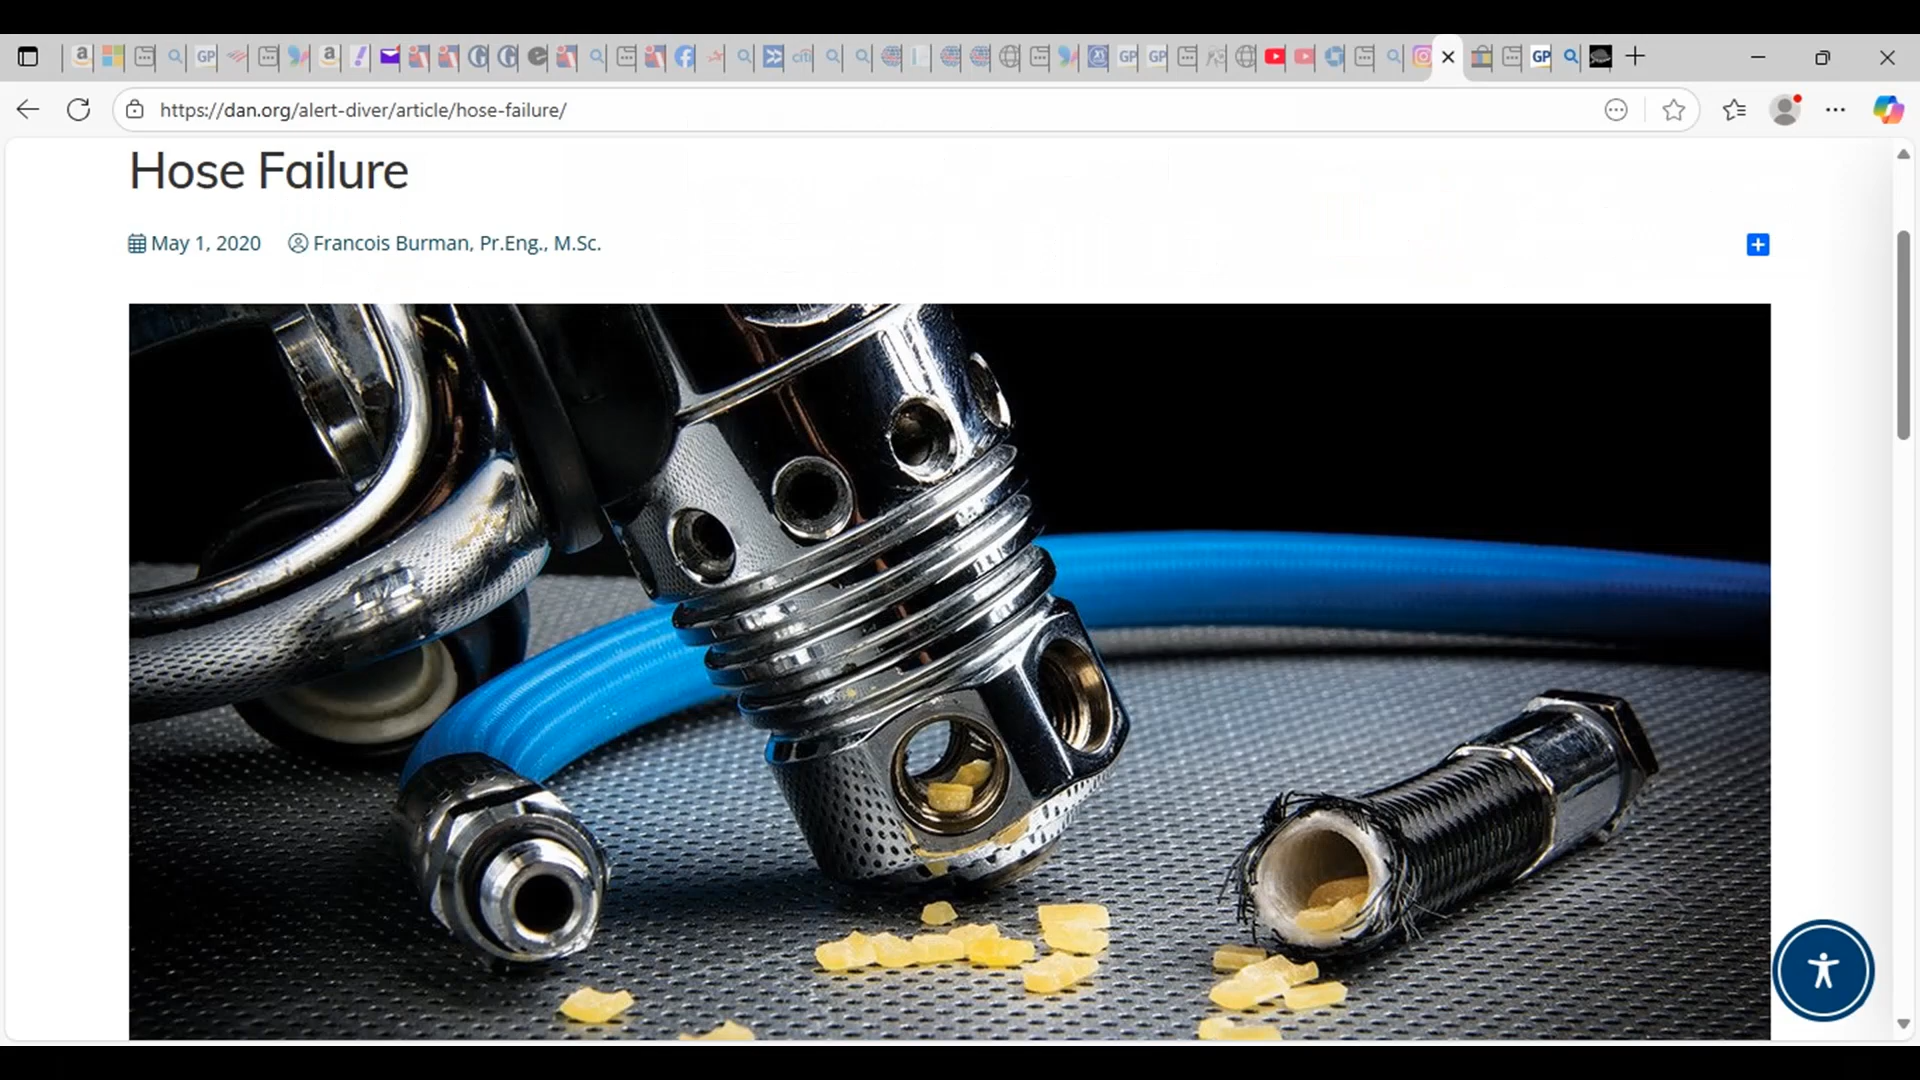 https://dan.org/alert-diver/article/hose-failure/
Hose Failure
May 1, 2020 Francois Burman, Pr.Eng., M.Sc.